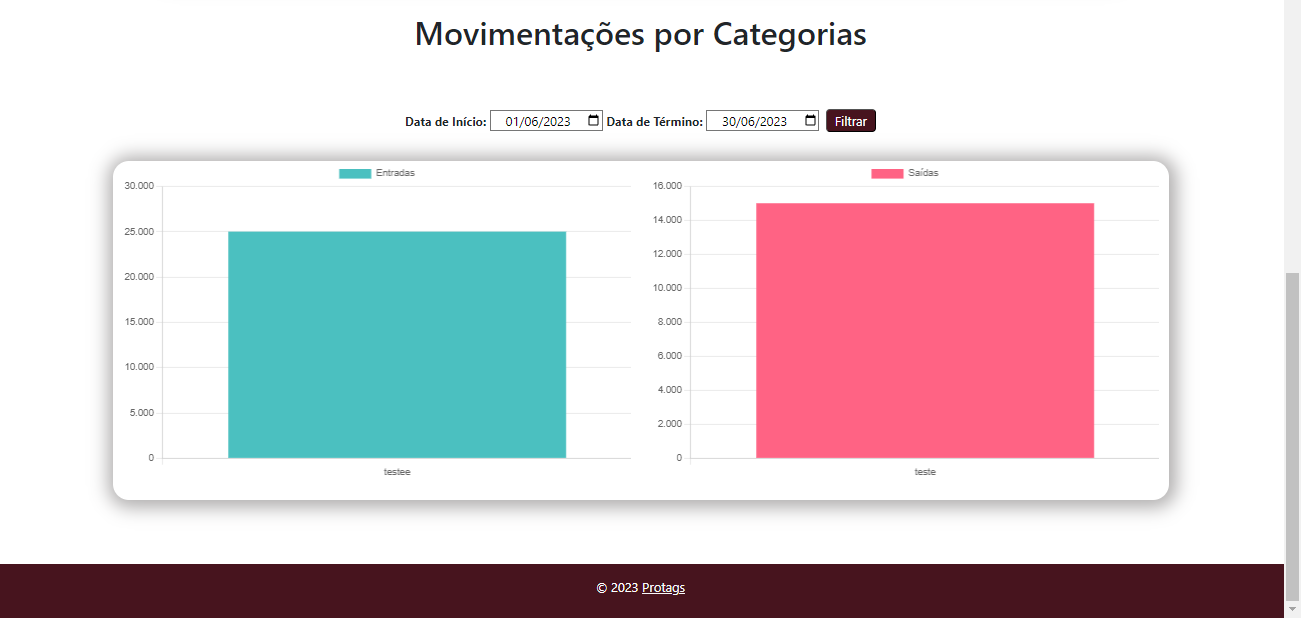 Movimentações por Categorias
Data de Início: 01/06/2023 Data de Término: 30/06/2023 Filtrar
Entradas
30.000
25.000
20.000
15.000
10.000
5.000
0
testee
Saídas
16.000
14.000
12.000
10.000
8.000
6.000
4.000
2.000
0
teste
© 2023 Protags